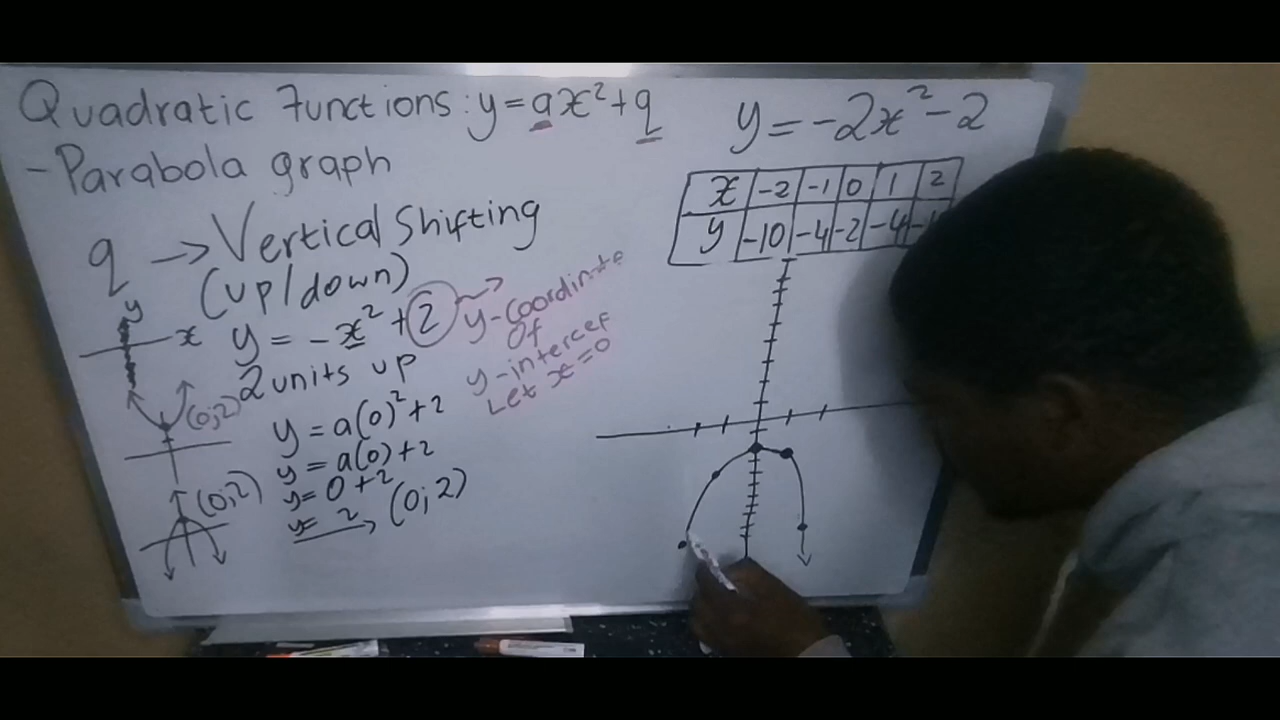 Quadratic Functions: y = ax² + q
- Parabola graph
q → Vertical Shifting
(up/down)
y
x
y = -x² + 2 → y-coordinate
Of
y-intercef
Let x = 0
2 units up
(0;2)
y = a(0)² + 2
y = a(0) + 2
y = 0 + 2
y = 2, (0;2)
(0;2)
y = -2x² - 2
x -2 -1 0 1 2
y -10 -4 -2 -4